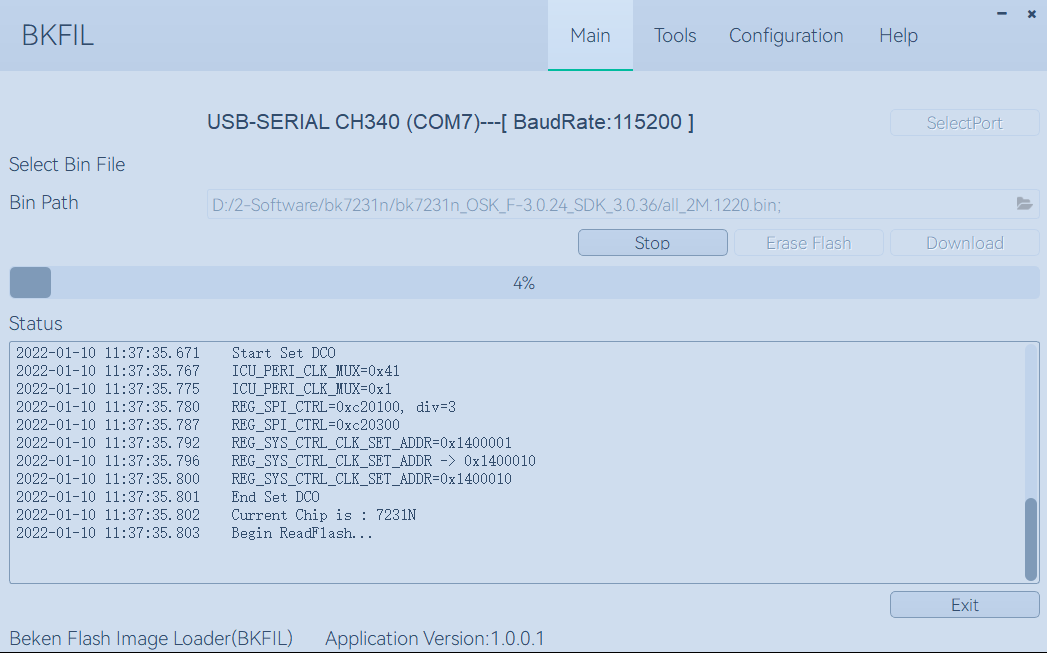 BKFIL
Main Tools Configuration Help
USB-SERIAL CH340 (COM7)---[ BaudRate:115200 ]
SelectPort
Select Bin File
Bin Path
D:/2-Software/bk7231n/bk7231n_OSK_F-3.0.24_SDK_3.0.36/all_2M.1220.bin;
Stop Erase Flash Download
4%
Status
2022-01-10 11:37:35.671 Start Set DCO
2022-01-10 11:37:35.767 ICU_PERI_CLK_MUX=0x41
2022-01-10 11:37:35.775 ICU_PERI_CLK_MUX=0x1
2022-01-10 11:37:35.780 REG_SPI_CTRL=0xc20100, div=3
2022-01-10 11:37:35.787 REG_SPI_CTRL=0xc20300
2022-01-10 11:37:35.792 REG_SYS_CTRL_CLK_SET_ADDR=0x1400001
2022-01-10 11:37:35.796 REG_SYS_CTRL_CLK_SET_ADDR -> 0x1400010
2022-01-10 11:37:35.800 REG_SYS_CTRL_CLK_SET_ADDR=0x1400010
2022-01-10 11:37:35.801 End Set DCO
2022-01-10 11:37:35.802 Current Chip is : 7231N
2022-01-10 11:37:35.803 Begin ReadFlash...
Exit
Beken Flash Image Loader(BKFIL) Application Version:1.0.0.1